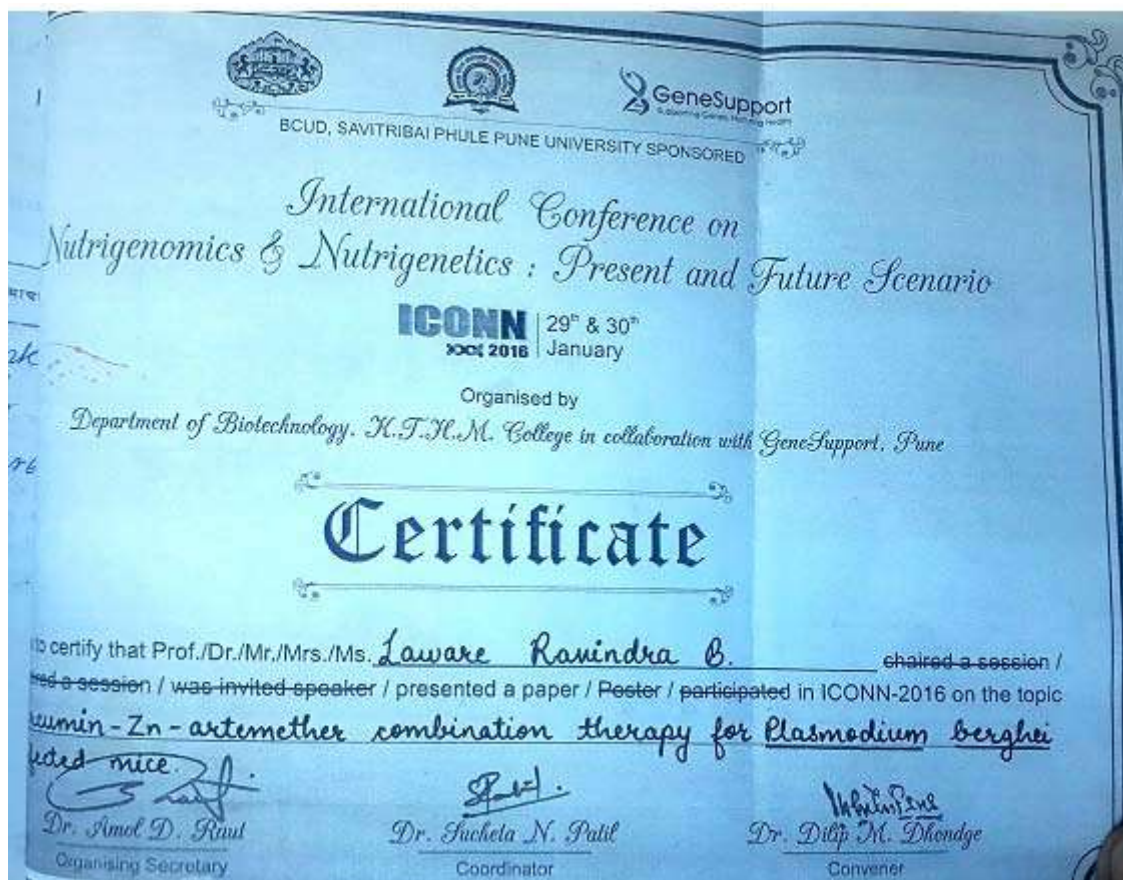 GeneSupport
BCUD, SAVITRIBAI PHULE PUNE UNIVERSITY SPONSORED
International Conference on
Nutrigenomics & Nutrigenetics : Present and Future Scenario
ICONN 29th & 30th
2016 January
Organised by
Department of Biotechnology, K.T.H.M. College in collaboration with GeneSupport, Pune
Certificate
to certify that Prof./Dr./Mr./Mrs./Ms. Laware Ravindra B. chaired a session /
a session / was invited speaker / presented a paper / Poster / participated in ICONN-2016 on the topic
-Zn-artemether combination therapy for Plasmodium berghei
mice.
Dr. Amol D. Raut Dr. Sucheta N. Patil Dr. Dilip M. Dhondge
Organising Secretary Coordinator Convener